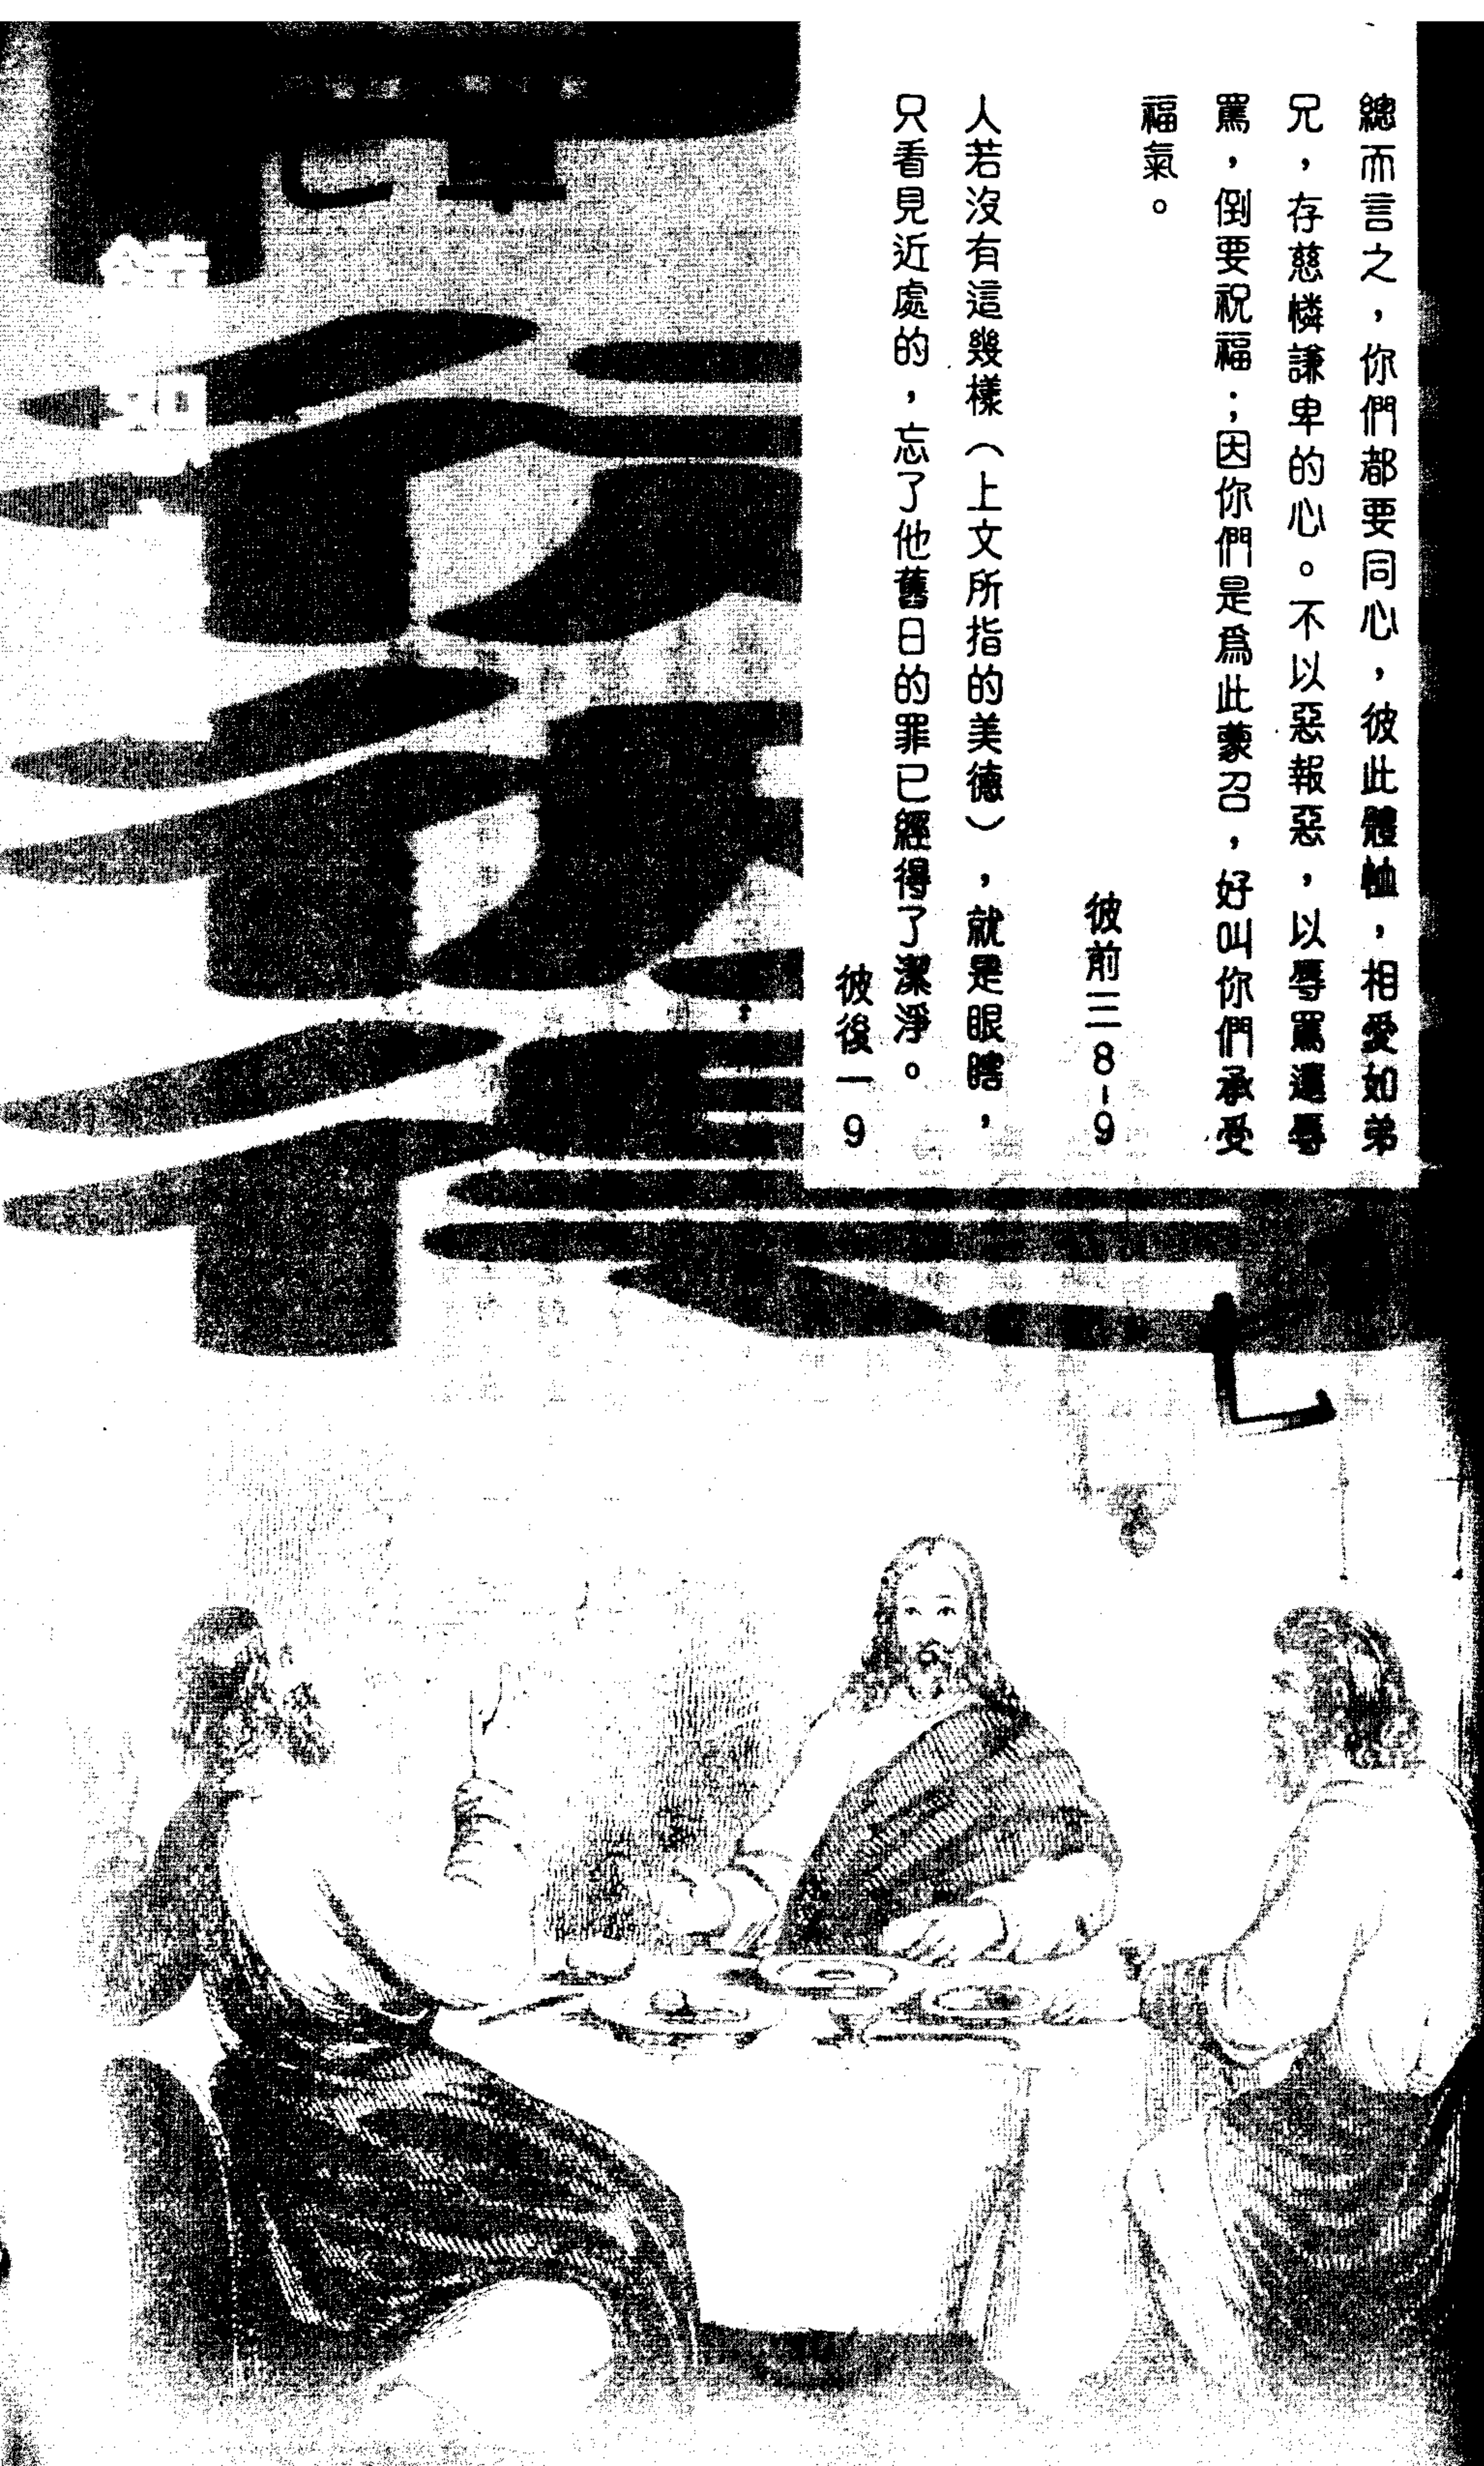 總而言之，你們都要同心，彼此體恤，相愛如弟
兄，存慈憐謙卑的心。不以惡報惡，以辱罵還辱
罵，倒要祝福；因你們是爲此蒙召，好叫你們承受
福氣。
彼前三8-9
人若沒有這幾樣（上文所指的美德），就是眼瞎，
只看見近處的，忘了他舊日的罪已經得了潔淨。
彼後一9